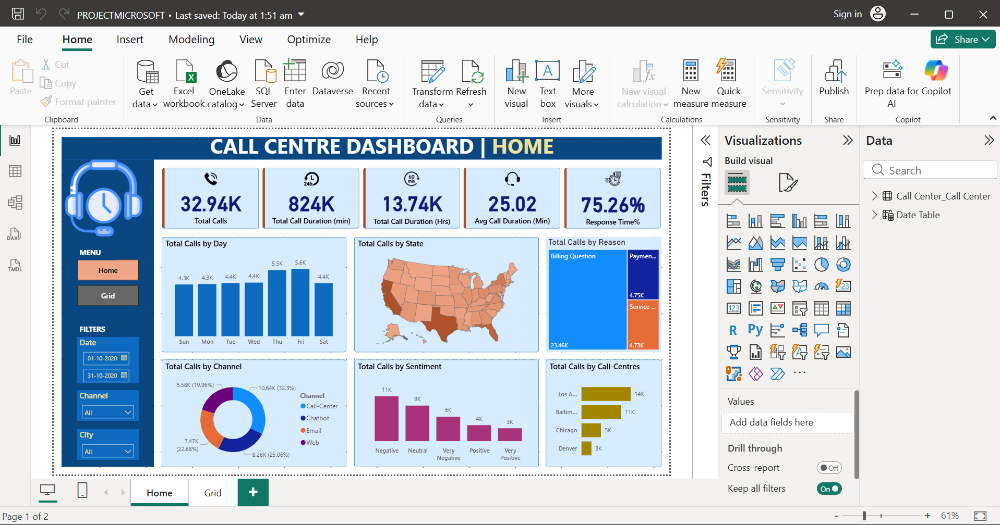 PROJECTMICROSOFT • Last saved: Today at 1:51 am
Sign in
File Home Insert Modeling View Optimize Help
Share
Paste
Cut
Copy
Format painter
Clipboard
Get data
Excel workbook
OneLake catalog
SQL Server
Enter data
Dataverse
Recent sources
Data
Transform data
Refresh
Queries
New visual
Text box
More visuals
Insert
New visual calculation
New measure
Quick measure
Calculations
Sensitivity
Sensitivity
Publish
Share
Prep data for AI
Copilot
Copilot
DAX
TMDL
CALL CENTRE DASHBOARD | HOME
MENU
Home
Grid
FILTERS
Date
01-10-2020
31-10-2020
Channel
All
City
All
32.94K
Total Calls
24h
824K
Total Call Duration (min)
60 min
13.74K
Total Call Duration (Hrs)
25.02
Avg Call Duration (Min)
75.26%
Response Time%
Total Calls by Day
4.3K 4.3K 4.4K 4.4K 5.5K 5.6K 4.4K
Sun Mon Tue Wed Thu Fri Sat
Total Calls by State
Total Calls by Reason
Billing Question
23.46K
Paymen...
4.75K
Service ...
4.73K
Total Calls by Channel
6.58K (19.96%)
10.64K (32.3%)
7.47K
(22.68%)
8.26K (25.06%)
Channel
Call-Center
Chatbot
Email
Web
Total Calls by Sentiment
11K 9K 6K 4K 3K
Negative Neutral Very Negative Positive Very Positive
Total Calls by Call-Centres
Los A... 14K
Baltim... 11K
Chicago 5K
Denver 3K
Filters
Visualizations
Build visual
123
123
R
Py
Values
Add data fields here
Drill through
Cross-report Off
Keep all filters On
Data
Search
Call Center_Call Center
Date Table
Home Grid +
Page 1 of 2
- + 61%